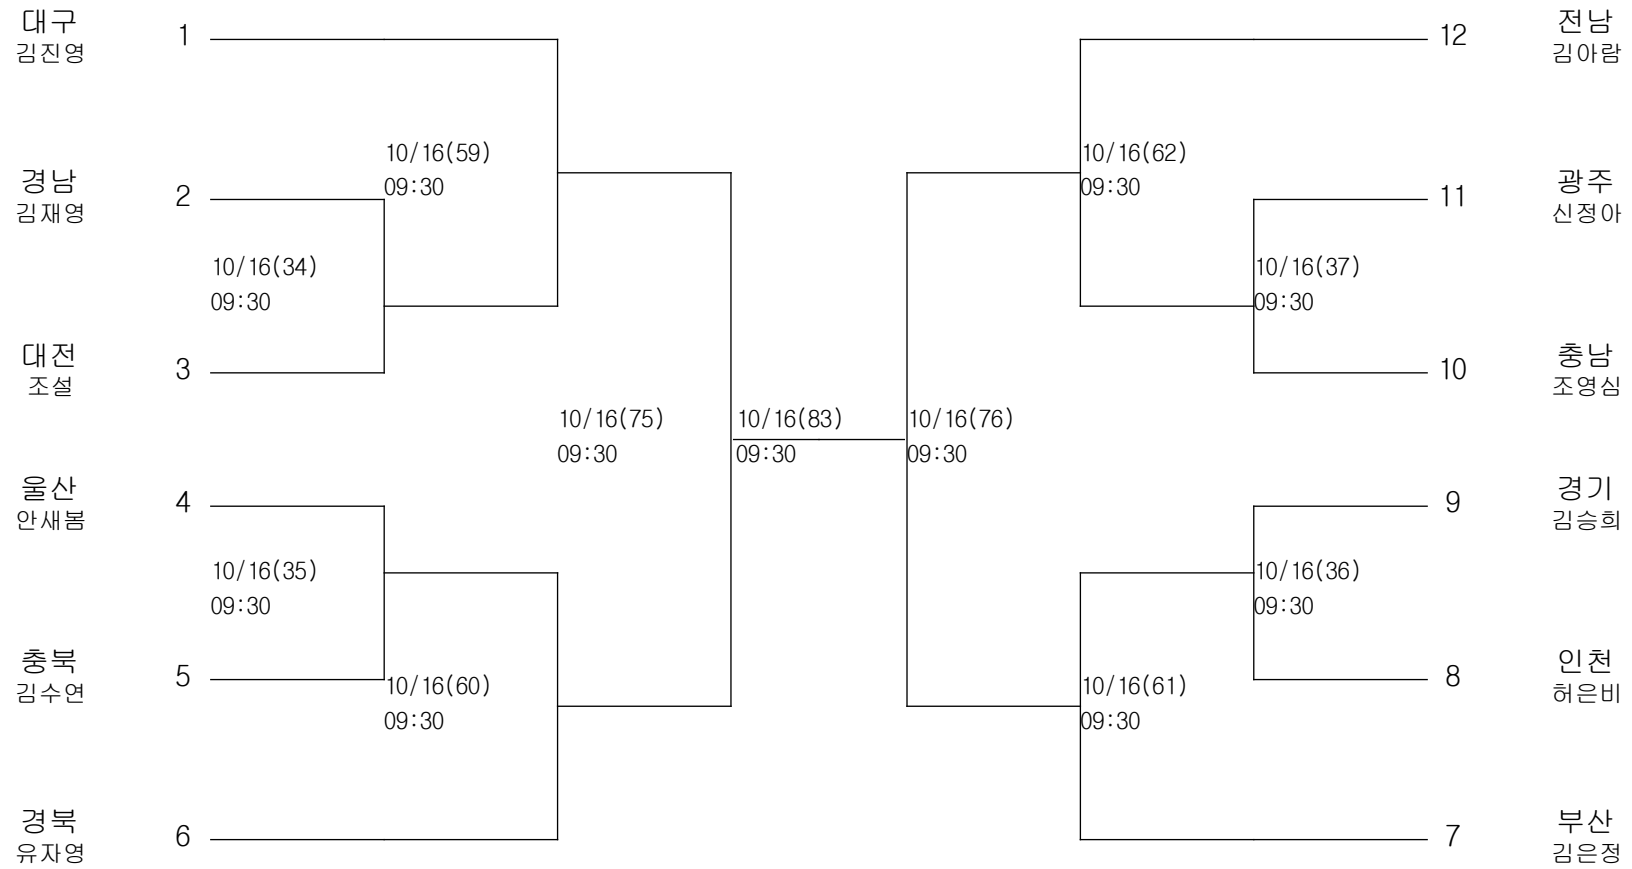 대구
김진영
1
12
전남
김아람
10/16(59)
09:30
10/16(62)
09:30
경남
김재영
2
11
광주
신정아
10/16(34)
09:30
10/16(37)
09:30
대전
조설
3
10
충남
조영심
10/16(75)
09:30
10/16(83)
09:30
10/16(76)
09:30
울산
안새봄
4
9
경기
김승희
10/16(35)
09:30
10/16(36)
09:30
충북
김수연
5
8
인천
허은비
10/16(60)
09:30
10/16(61)
09:30
경북
유자영
6
7
부산
김은정